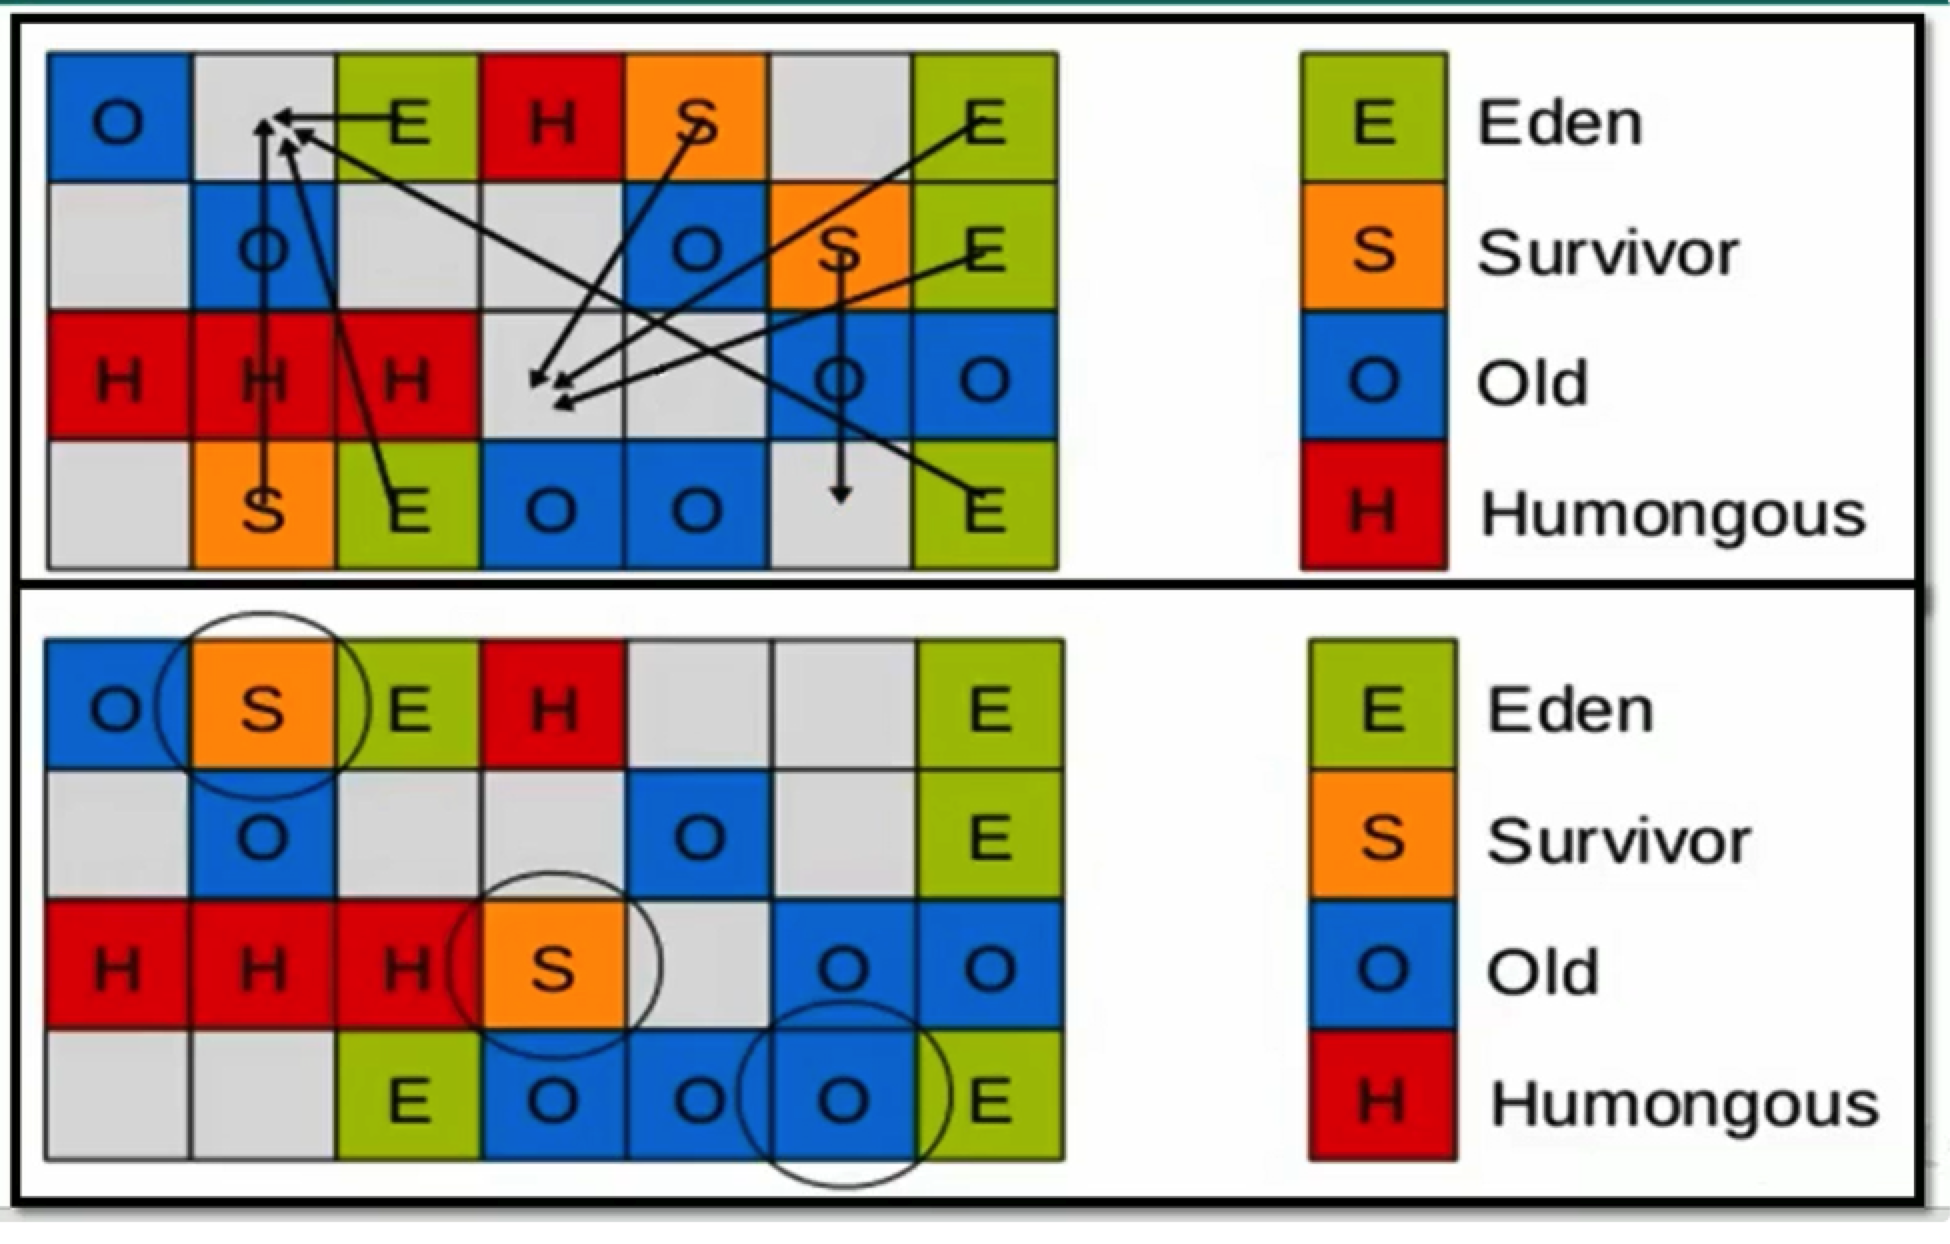 O E H S E E Eden
O O S E S Survivor
H H H O O O Old
S E O O E H Humongous
O S E H E E Eden
O O E S Survivor
H H H S O O O Old
E O O O E H Humongous